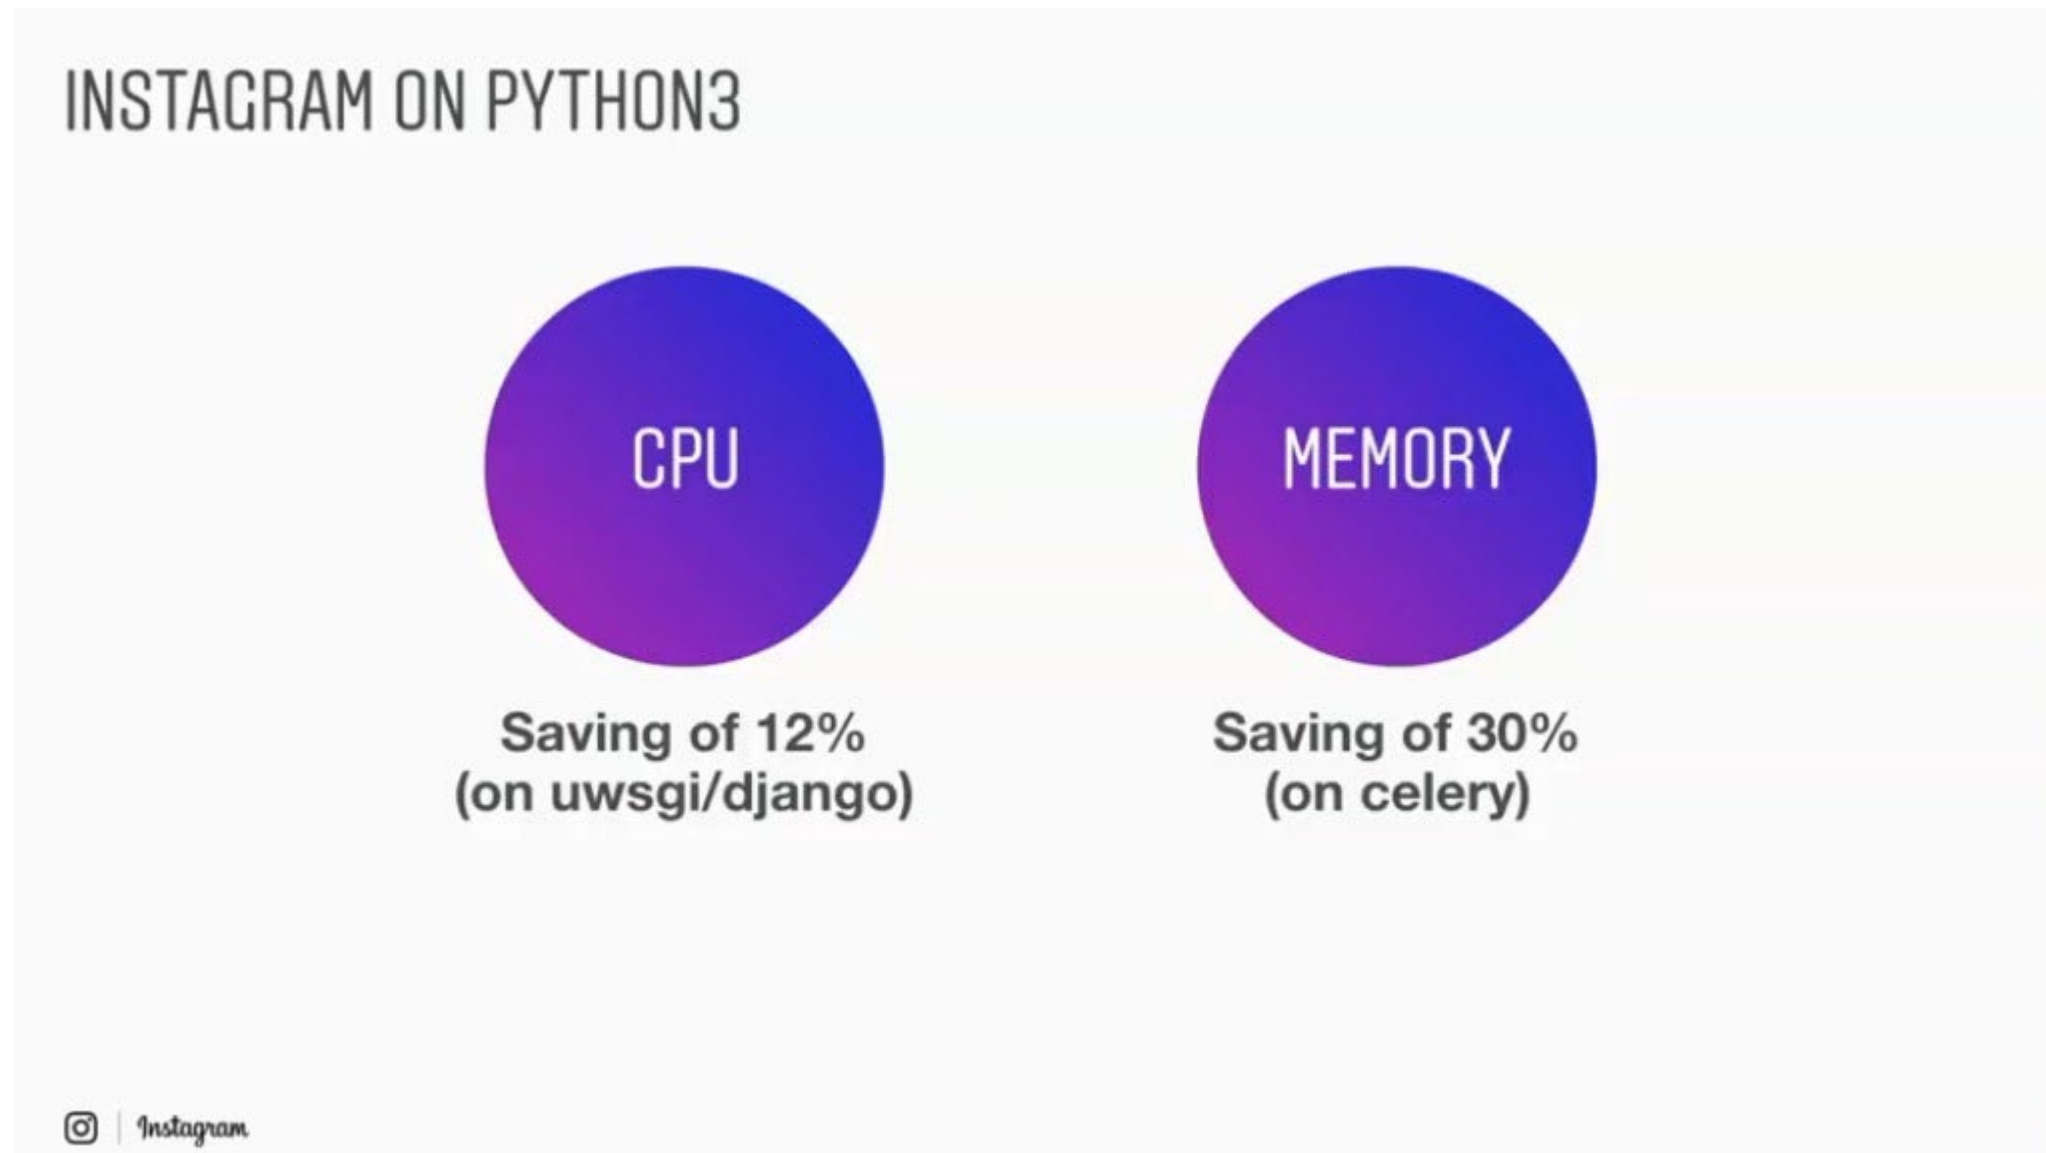 INSTAGRAM ON PYTHON3
CPU
MEMORY
Saving of 12%
(on uwsgi/django)
Saving of 30%
(on celery)
Instagram